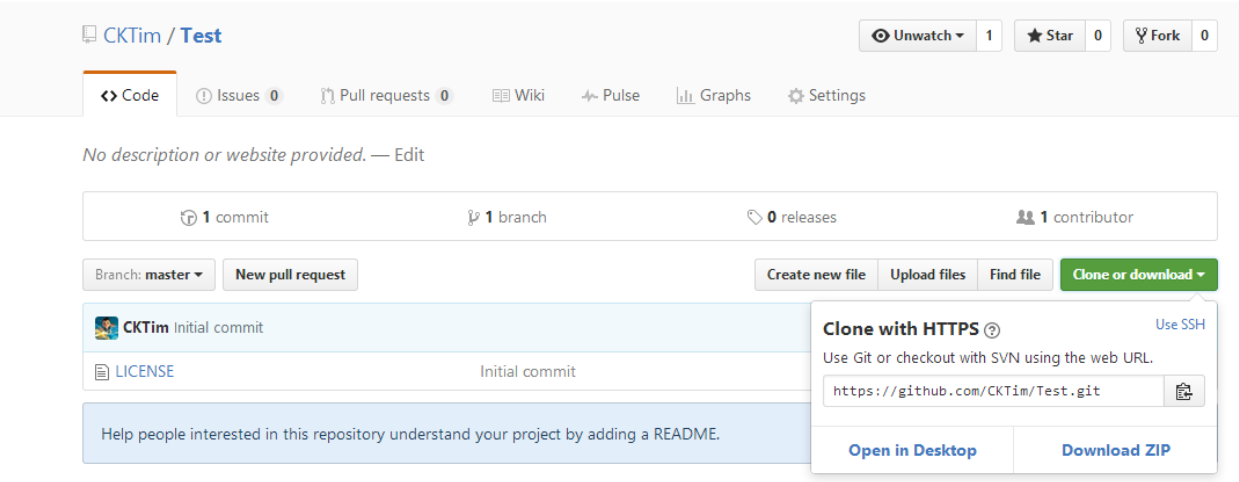 CKTim / Test
Unwatch 1 Star 0 Fork 0
Code Issues 0 Pull requests 0 Wiki Pulse Graphs Settings
No description or website provided. — Edit
1 commit 1 branch 0 releases 1 contributor
Branch: master New pull request Create new file Upload files Find file Clone or download
CKTim Initial commit
LICENSE Initial commit
Help people interested in this repository understand your project by adding a README.
Clone with HTTPS ? Use SSH
Use Git or checkout with SVN using the web URL.
https://github.com/CKTim/Test.git
Open in Desktop Download ZIP